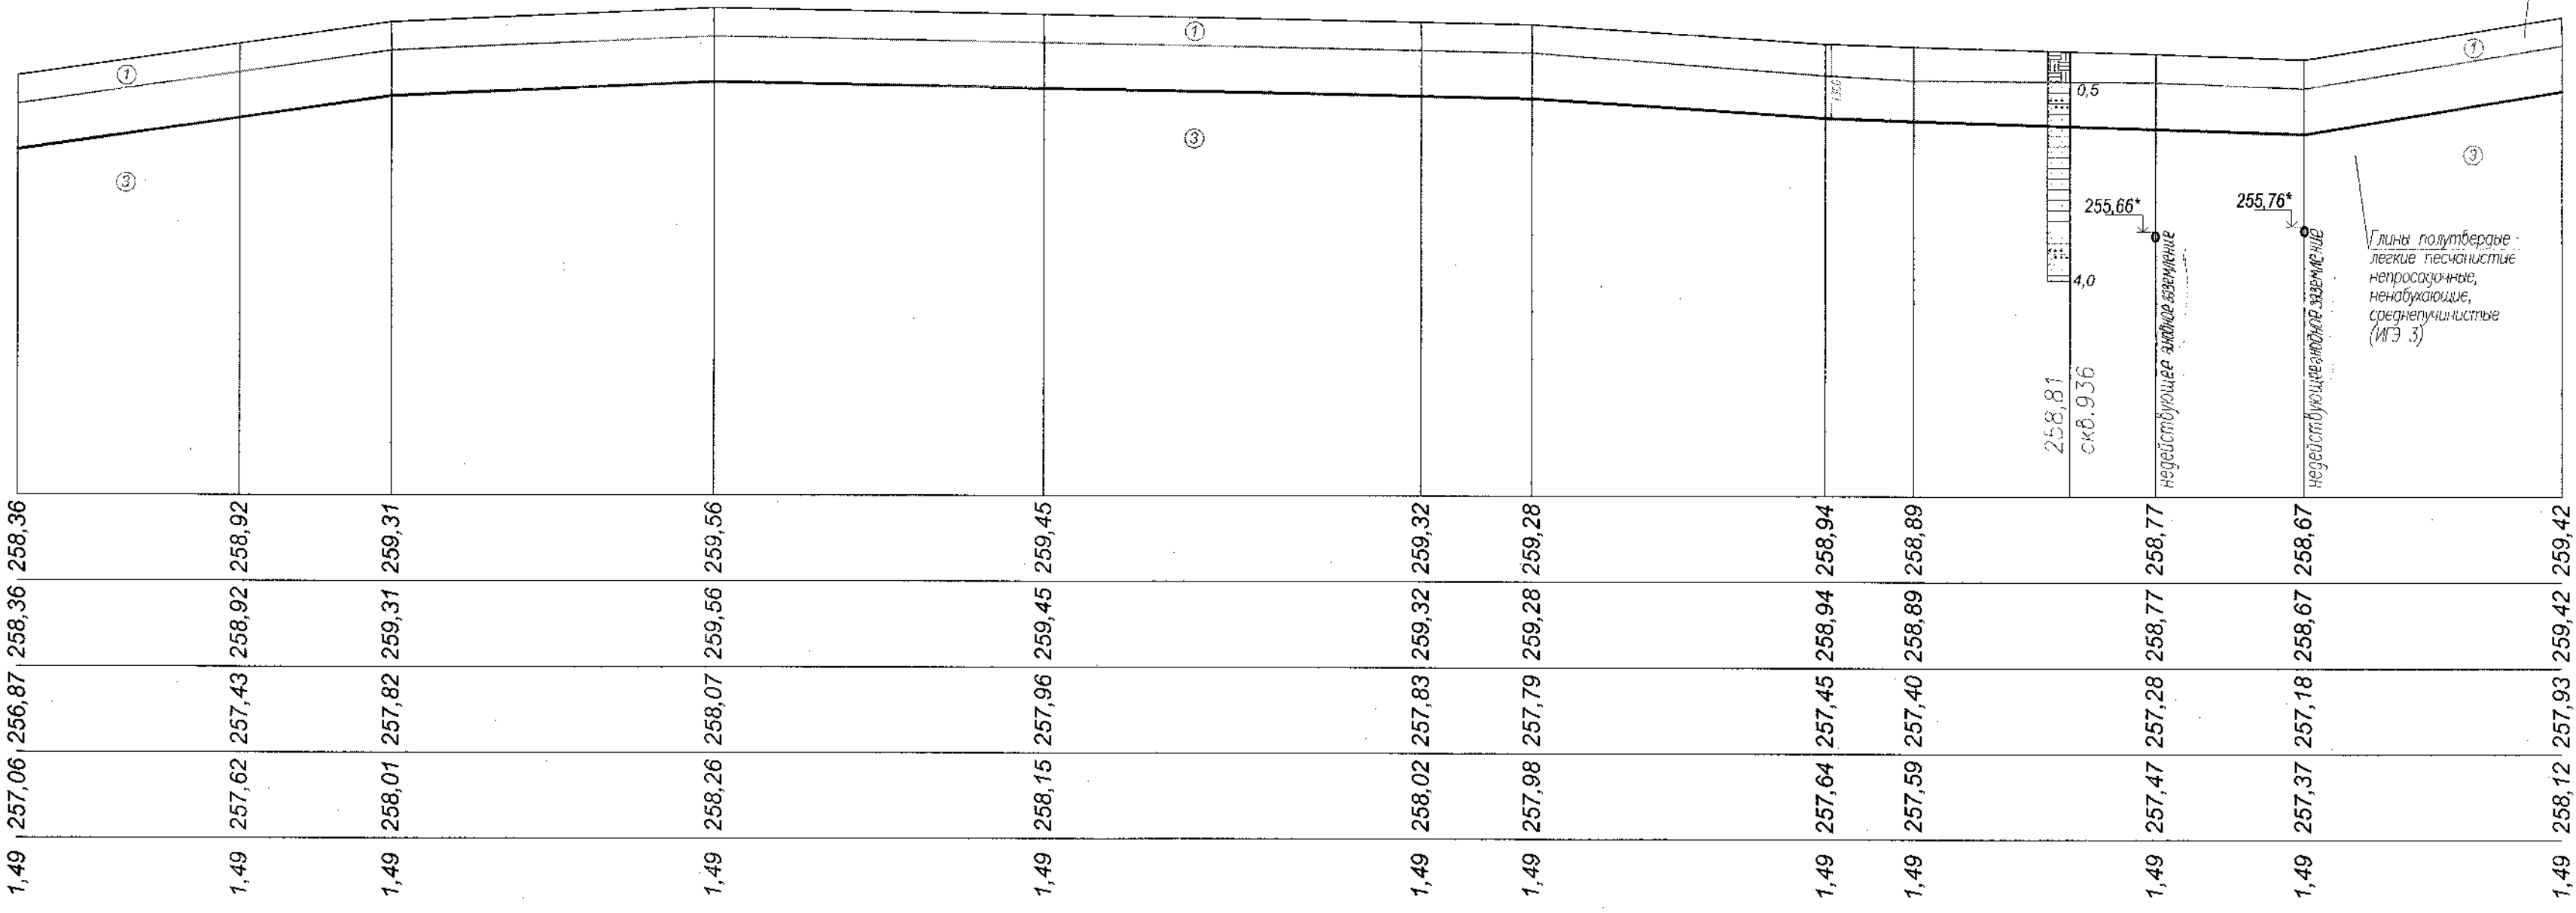 ①
①
①
③
③
③
0,5
4,0
255,66*
255,76*
Глины полутвердые
легкие песчанистые
непросадочные,
ненабухающие,
среднепучинистые
(ИГЭ 3)
258,81
скв.936
недействующее анодное заземление
недействующее анодное заземление
258,36 258,92 259,31 259,56 259,45 259,32 259,28 258,94 258,89 258,77 258,67 259,42
258,36 258,92 259,31 259,56 259,45 259,32 259,28 258,94 258,89 258,77 258,67 259,42
256,87 257,43 257,82 258,07 257,96 257,83 257,79 257,45 257,40 257,28 257,18 257,93
257,06 257,62 258,01 258,26 258,15 258,02 257,98 257,64 257,59 257,47 257,37 258,12
1,49 1,49 1,49 1,49 1,49 1,49 1,49 1,49 1,49 1,49 1,49 1,49